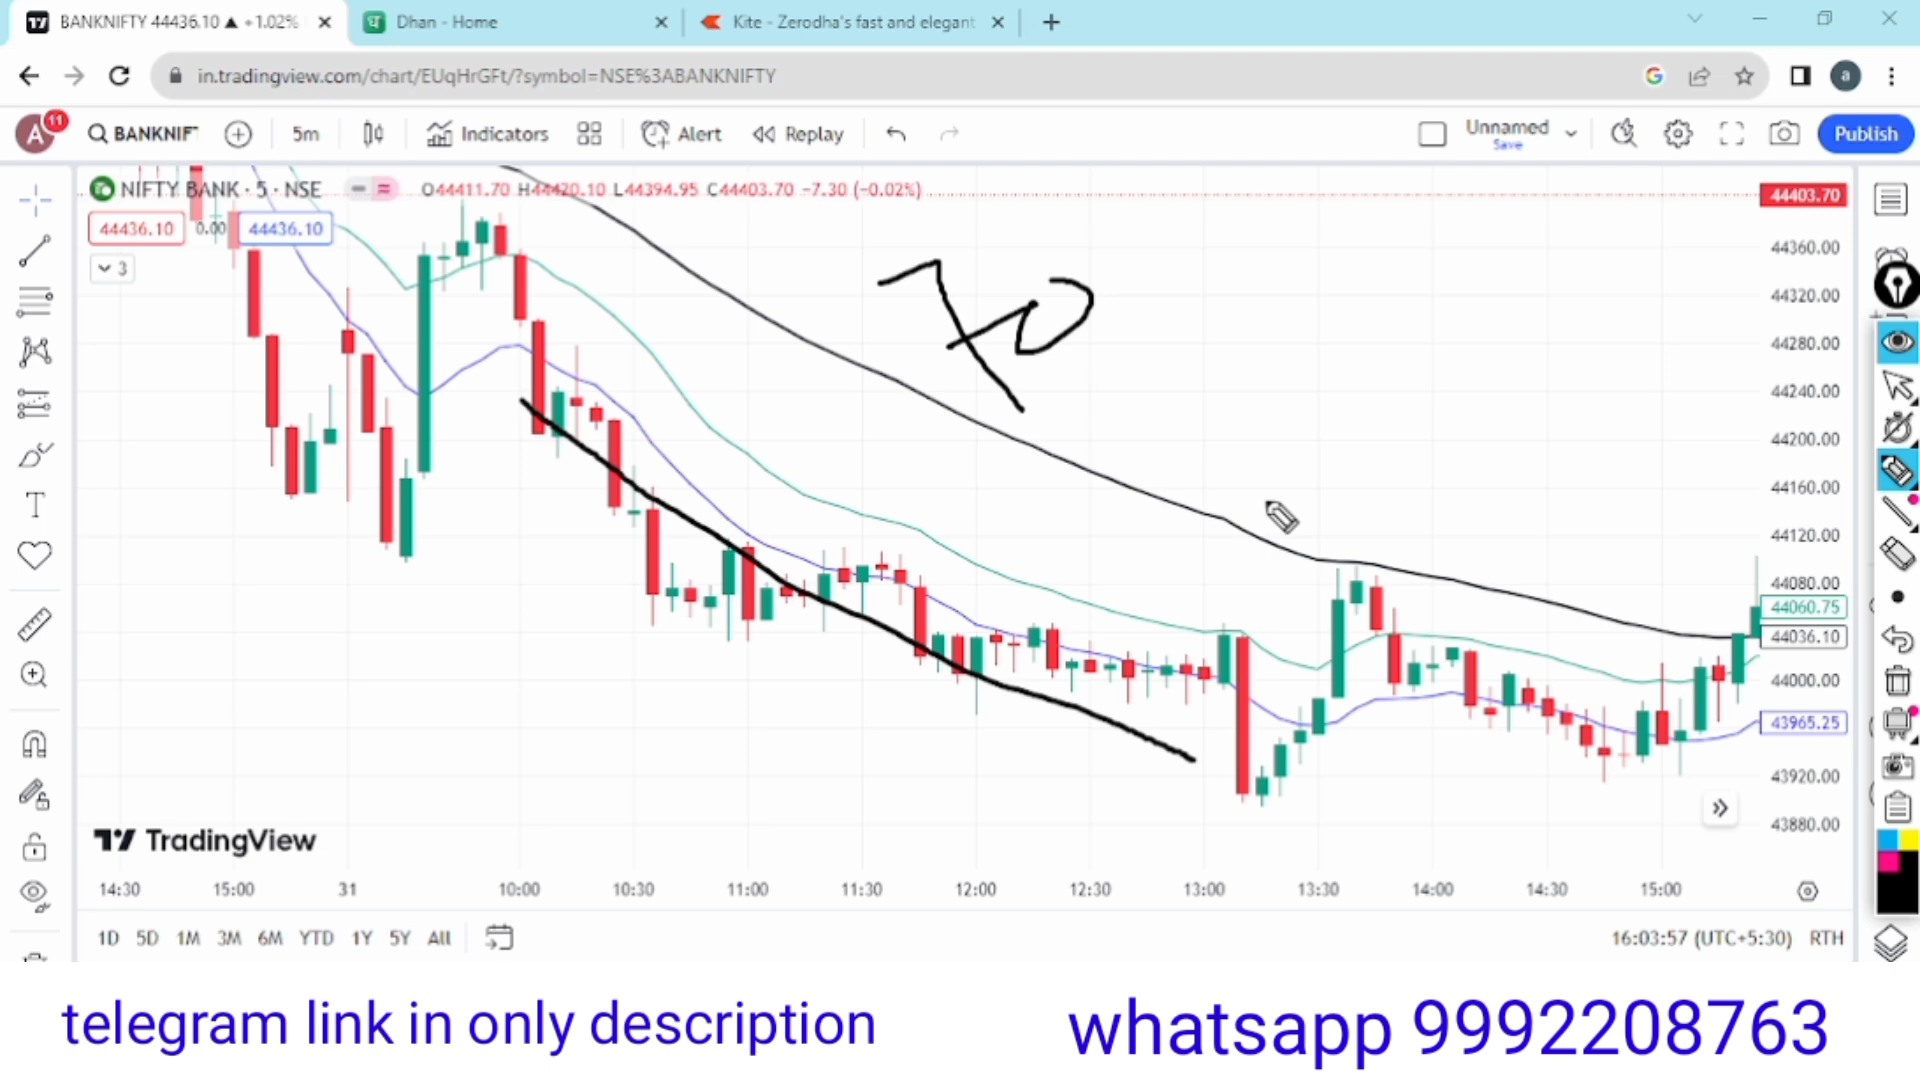 BANKNIFTY 44436.10 ▲ +1.02%
Dhan - Home
Kite - Zerodha's fast and elegant
in.tradingview.com/chart/EUqHrGFt/?symbol=NSE%3ABANKNIFTY
G
a
A
11
BANKNIF
5m
Indicators
Alert
Replay
Unnamed
Save
Publish
NIFTY BANK · 5 · NSE
O44411.70 H44420.10 L44394.95 C44403.70 −7.30 (−0.02%)
44436.10 0.00 44436.10
3
70
44403.70
44360.00
44320.00
44280.00
44240.00
44200.00
44160.00
44120.00
44080.00
44060.75
44036.10
44000.00
43965.25
43920.00
43880.00
TradingView
14:30 15:00 31 10:00 10:30 11:00 11:30 12:00 12:30 13:00 13:30 14:00 14:30 15:00
1D 5D 1M 3M 6M YTD 1Y 5Y All
16:03:57 (UTC+5:30) RTH
telegram link in only description
whatsapp 9992208763